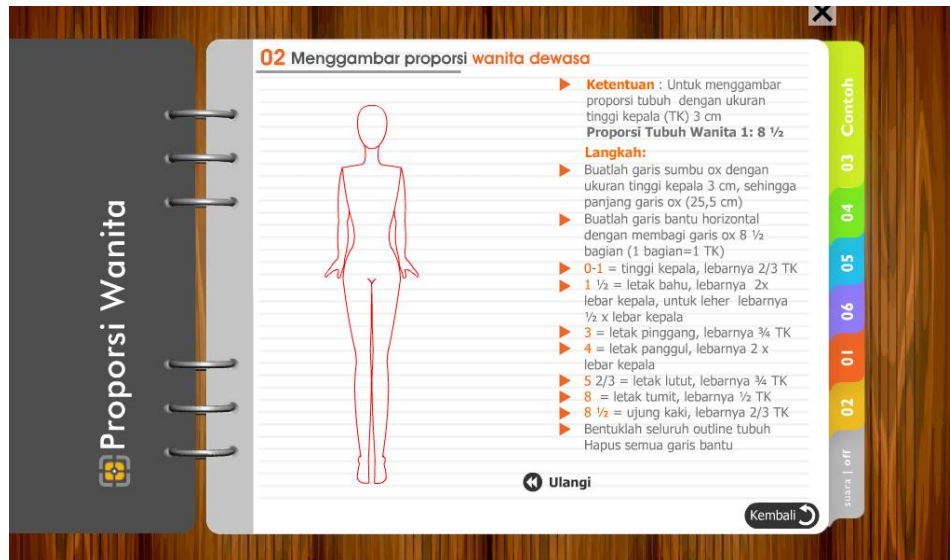 X
02 Menggambar proporsi wanita dewasa
Ketentuan : Untuk menggambar
proporsi tubuh dengan ukuran
tinggi kepala (TK) 3 cm
Proporsi Tubuh Wanita 1: 8 ½
Langkah:
Buatlah garis sumbu ox dengan
ukuran tinggi kepala 3 cm, sehingga
panjang garis ox (25,5 cm)
Buatlah garis bantu horizontal
dengan membagi garis ox 8 ½
bagian (1 bagian=1 TK)
0-1 = tinggi kepala, lebarnya 2/3 TK
1 ½ = letak bahu, lebarnya 2x
lebar kepala, untuk leher lebarnya
½ x lebar kepala
3 = letak pinggang, lebarnya ¾ TK
4 = letak panggul, lebarnya 2 x
lebar kepala
5 2/3 = letak lutut, lebarnya ¾ TK
8 = letak tumit, lebarnya ½ TK
8 ½ = ujung kaki, lebarnya 2/3 TK
Bentuklah seluruh outline tubuh
Hapus semua garis bantu
Ulangi
Kembali
Proporsi Wanita
03 Contoh
04
05
06
01
02
suara | off